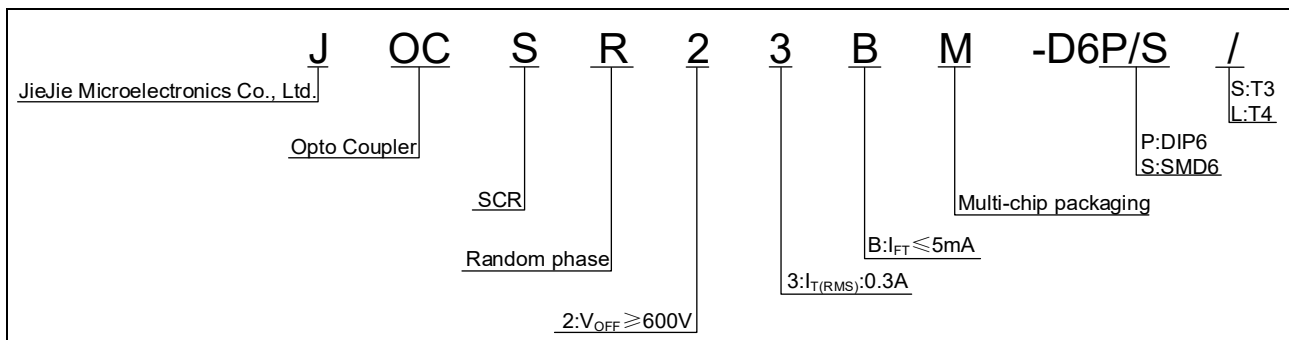 J OC S R 2 3 B M -D6P/S /
JieJie Microelectronics Co., Ltd.
S:T3
L:T4
Opto Coupler
P:DIP6
S:SMD6
SCR
Multi-chip packaging
Random phase
B:IFT≤5mA
3:IT(RMS):0.3A
2:VOFF≥600V